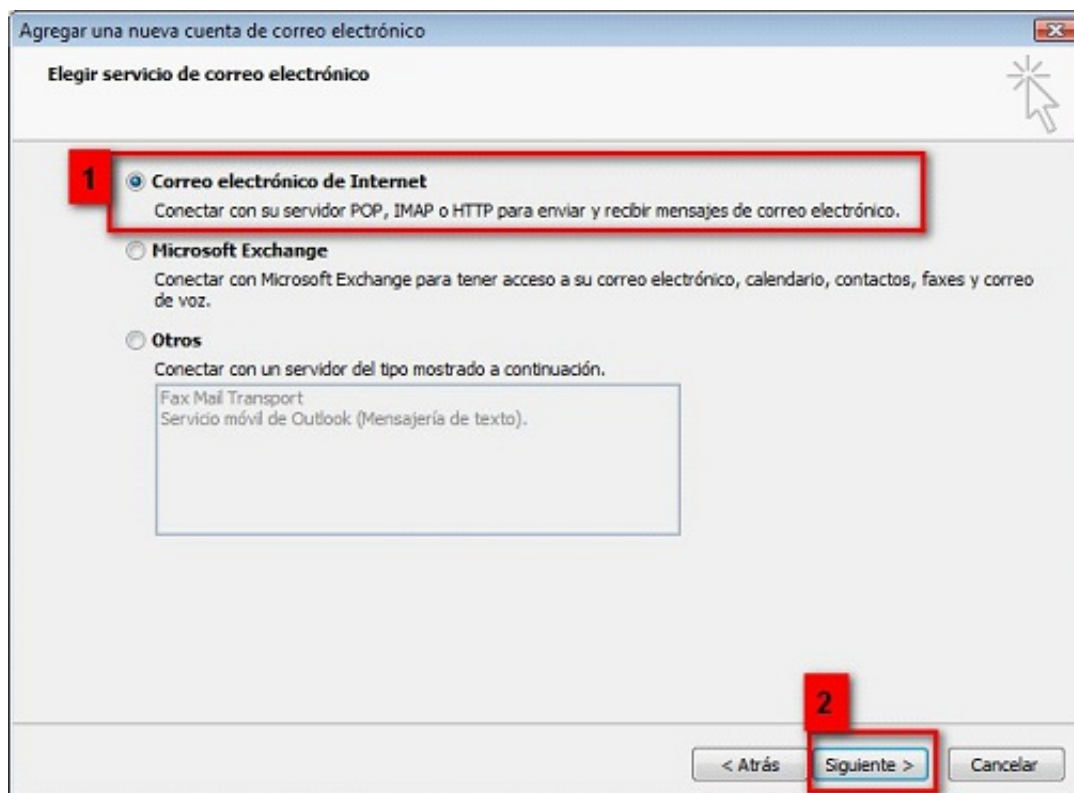 Agregar una nueva cuenta de correo electrónico
Elegir servicio de correo electrónico
1
Correo electrónico de Internet
Conectar con su servidor POP, IMAP o HTTP para enviar y recibir mensajes de correo electrónico.
Microsoft Exchange
Conectar con Microsoft Exchange para tener acceso a su correo electrónico, calendario, contactos, faxes y correo
de voz.
Otros
Conectar con un servidor del tipo mostrado a continuación.
Fax Mail Transport
Servicio móvil de Outlook (Mensajería de texto).
2
< Atrás
Siguiente >
Cancelar